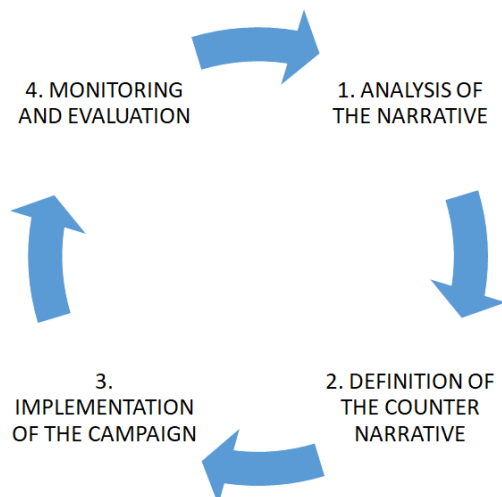 1. ANALYSIS OF
THE NARRATIVE
2. DEFINITION OF
THE COUNTER
NARRATIVE
3.
IMPLEMENTATION
OF THE CAMPAIGN
4. MONITORING
AND EVALUATION